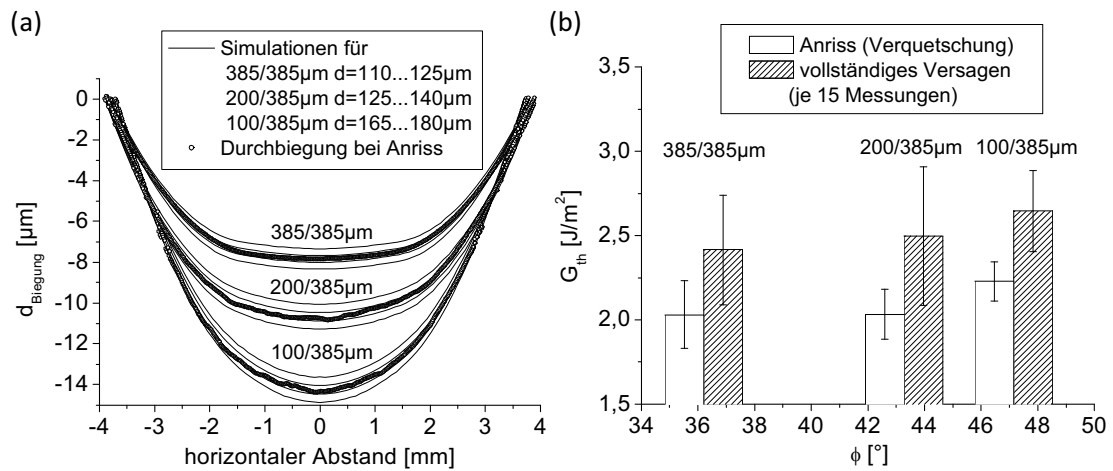 (a)
Simulationen für
385/385µm d=110...125µm
200/385µm d=125...140µm
100/385µm d=165...180µm
Durchbiegung bei Anriss
0
-2
-4
-6
-8
-10
-12
-14
d_Biegung [µm]
385/385µm
200/385µm
100/385µm
-4 -3 -2 -1 0 1 2 3 4
horizontaler Abstand [mm]
(b)
Anriss (Verquetschung)
vollständiges Versagen
(je 15 Messungen)
3,0
2,5
2,0
1,5
G_th [J/m²]
385/385µm 200/385µm 100/385µm
34 36 38 40 42 44 46 48 50
ϕ [°]